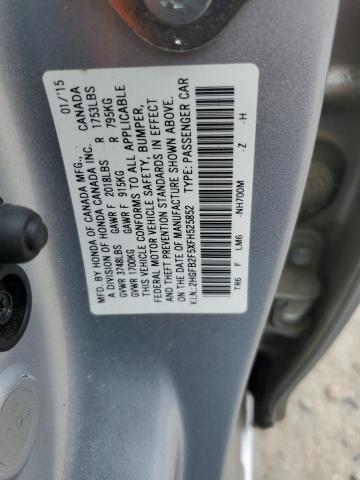 MFD. BY HONDA OF CANADA MFG., CANADA 01/'15
A DIVISION OF HONDA CANADA INC.
GVWR 3748LBS GAWR F 2018LBS R 1753LBS
GVWR 1700KG GAWR F 915KG R 795KG
THIS VEHICLE CONFORMS TO ALL APPLICABLE
FEDERAL MOTOR VEHICLE SAFETY, BUMPER,
AND THEFT PREVENTION STANDARDS IN EFFECT
ON THE DATE OF MANUFACTURE SHOWN ABOVE.
V.I.N.: 2HGFB2F5XFH525852 TYPE: PASSENGER CAR
TR6 F LM6 -NH700M -Z -H